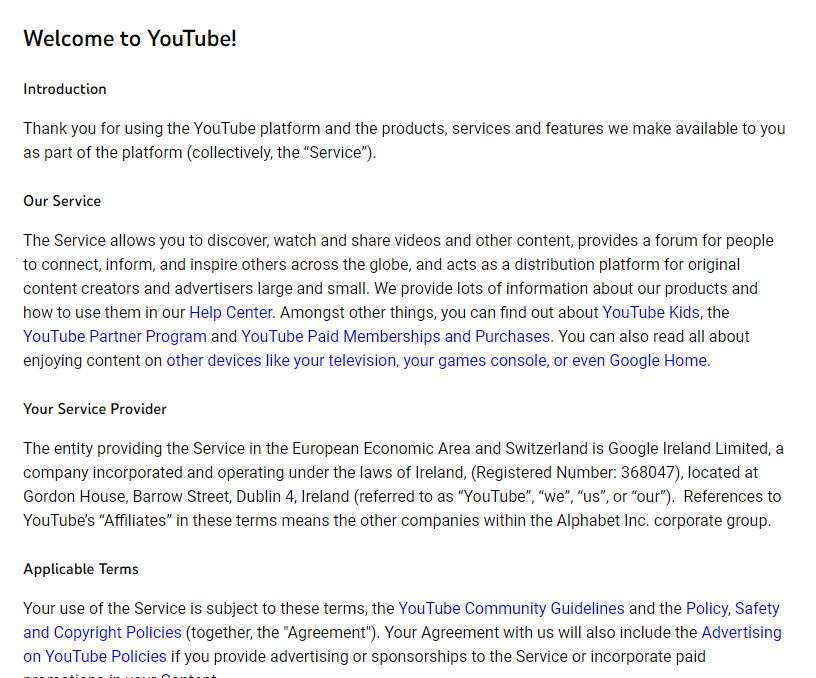 Welcome to YouTube!
Introduction
Thank you for using the YouTube platform and the products, services and features we make available to you
as part of the platform (collectively, the “Service”).
Our Service
The Service allows you to discover, watch and share videos and other content, provides a forum for people
to connect, inform, and inspire others across the globe, and acts as a distribution platform for original
content creators and advertisers large and small. We provide lots of information about our products and
how to use them in our Help Center. Amongst other things, you can find out about YouTube Kids, the
YouTube Partner Program and YouTube Paid Memberships and Purchases. You can also read all about
enjoying content on other devices like your television, your games console, or even Google Home.
Your Service Provider
The entity providing the Service in the European Economic Area and Switzerland is Google Ireland Limited, a
company incorporated and operating under the laws of Ireland, (Registered Number: 368047), located at
Gordon House, Barrow Street, Dublin 4, Ireland (referred to as “YouTube”, “we”, “us”, or “our”).  References to
YouTube’s “Affiliates” in these terms means the other companies within the Alphabet Inc. corporate group.
Applicable Terms
Your use of the Service is subject to these terms, the YouTube Community Guidelines and the Policy, Safety
and Copyright Policies (together, the "Agreement"). Your Agreement with us will also include the Advertising
on YouTube Policies if you provide advertising or sponsorships to the Service or incorporate paid